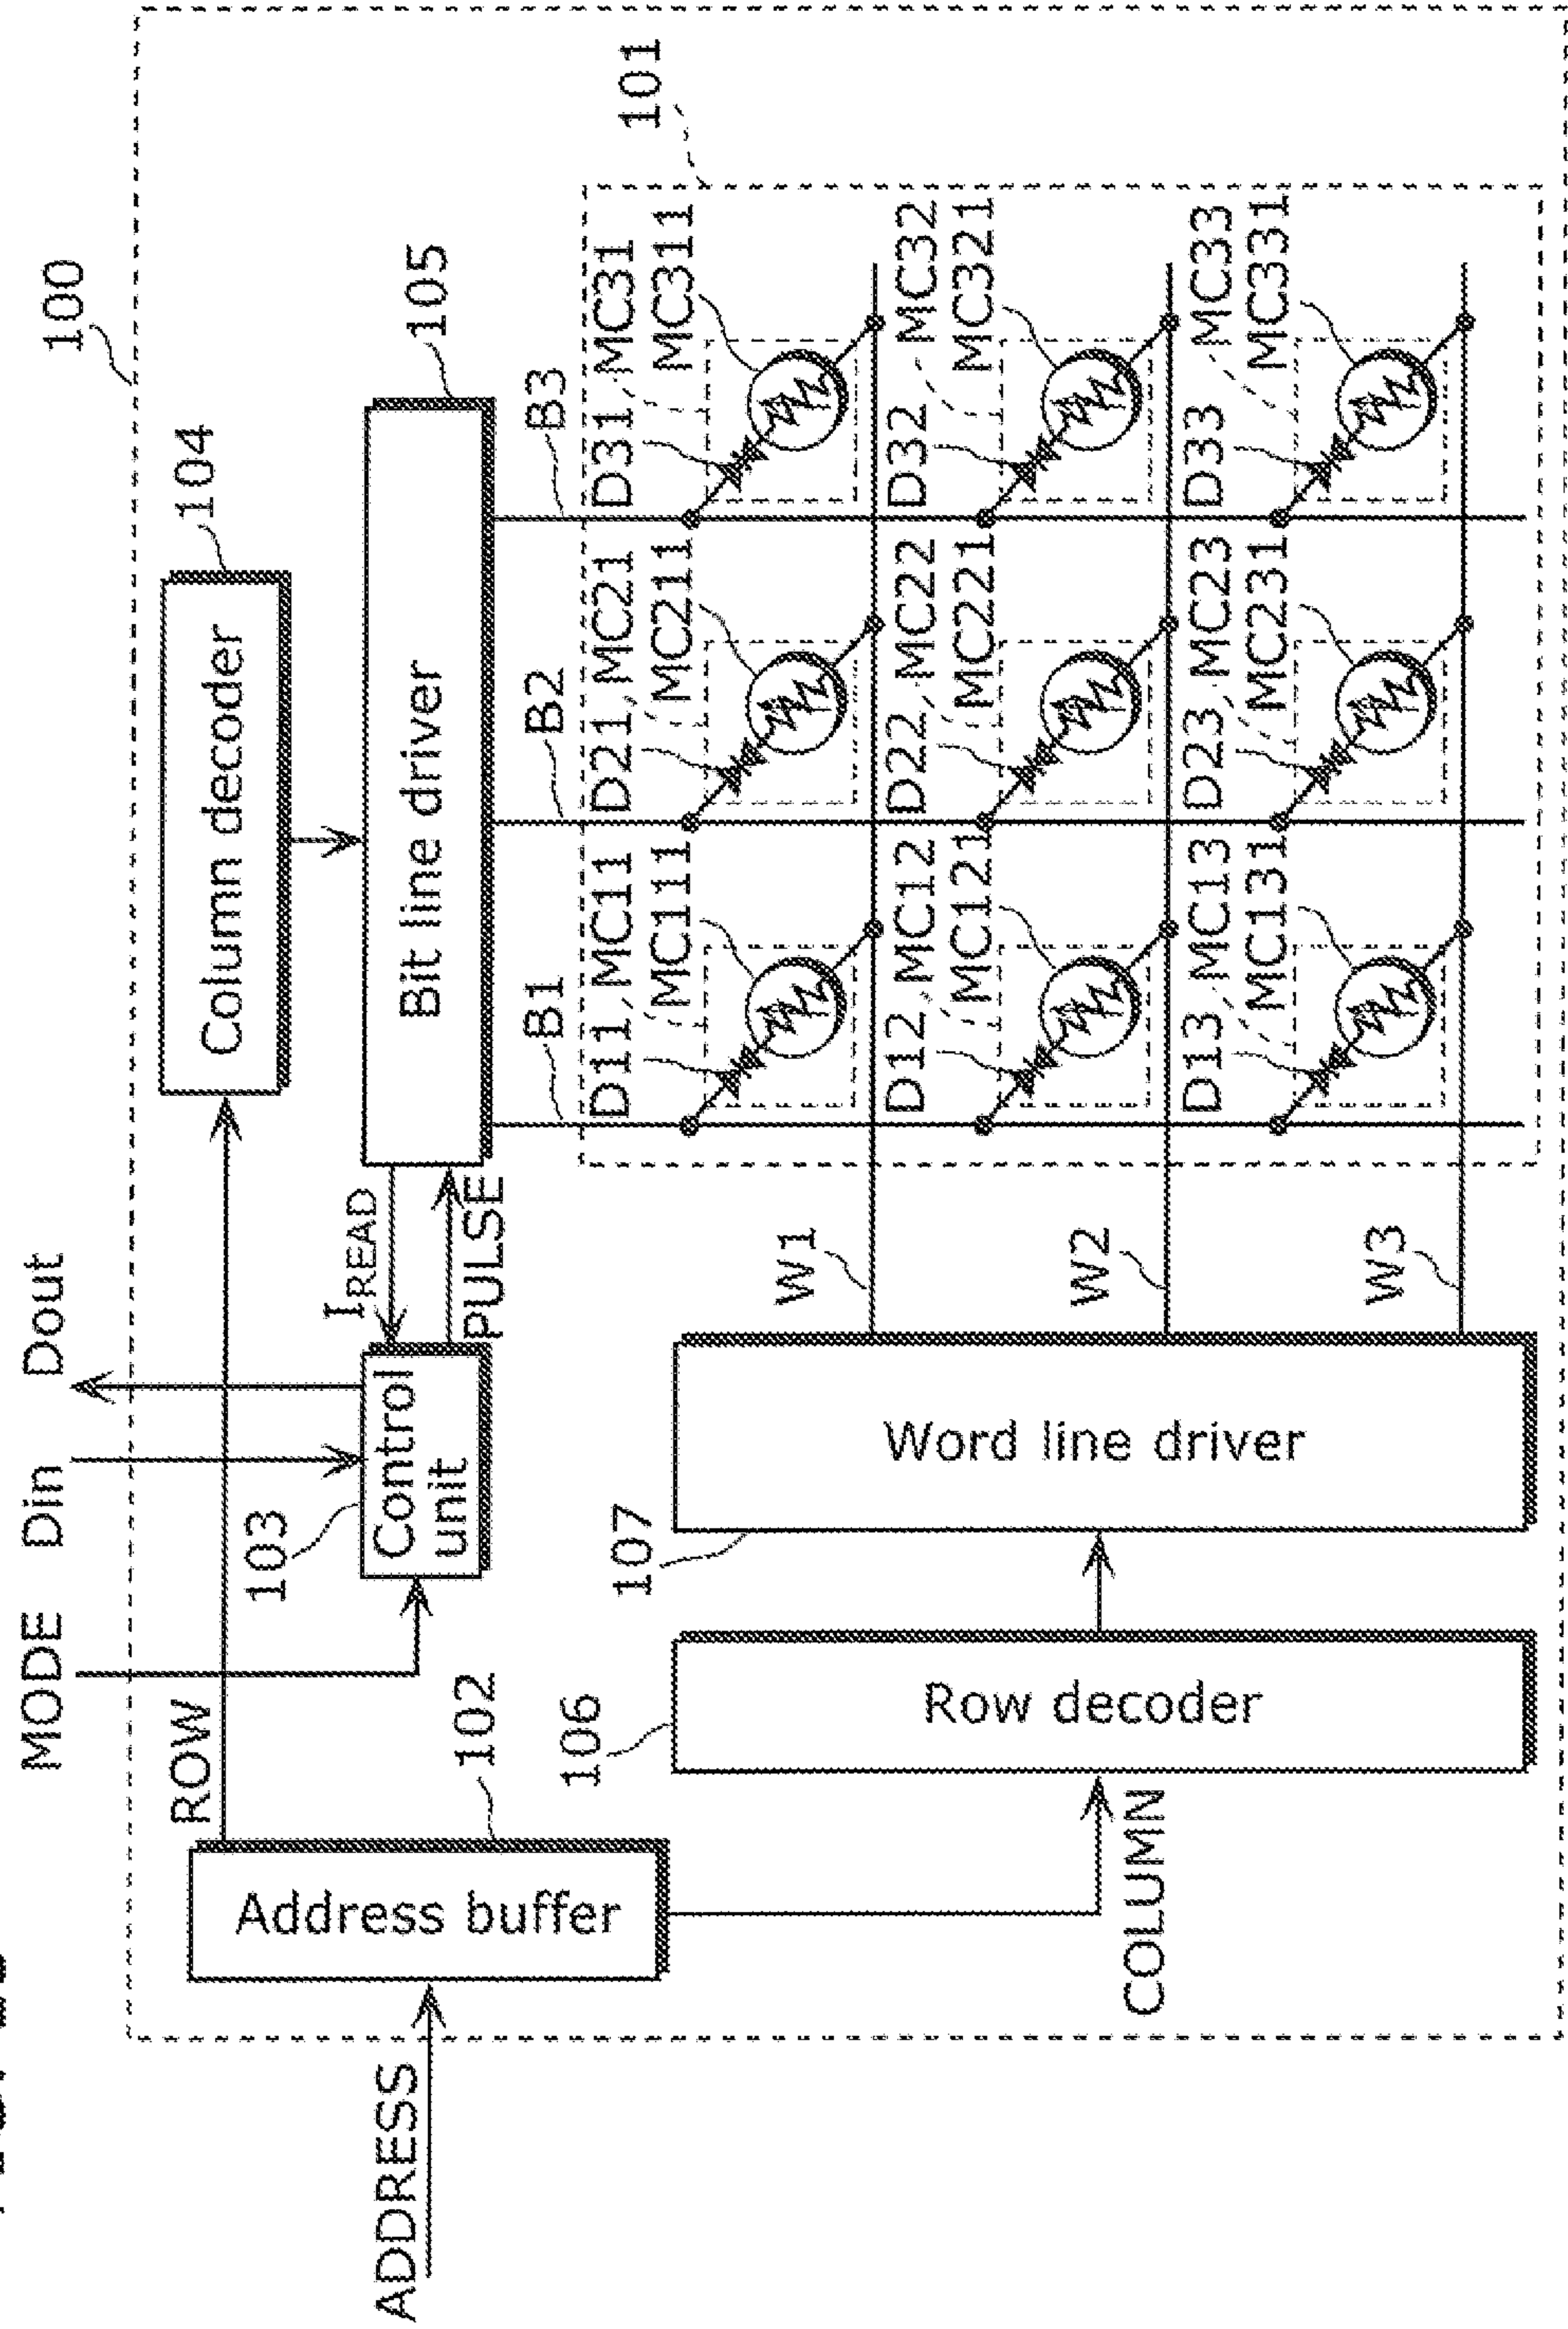 100
MODE
Din
Dout
ROW
Column decoder
104
103
I READ
Control
unit
PULSE
Bit line driver
105
ADDRESS
Address buffer
102
B1
B2
B3
101
106
107
D11
MC11
MC111
D21
MC21
MC211
D31
MC31
MC311
W1
D12
MC12
MC121
D22
MC22
MC221
D32
MC32
MC321
Row decoder
Word line driver
W2
COLUMN
D13
MC13
MC131
D23
MC23
MC231
D33
MC33
MC331
W3